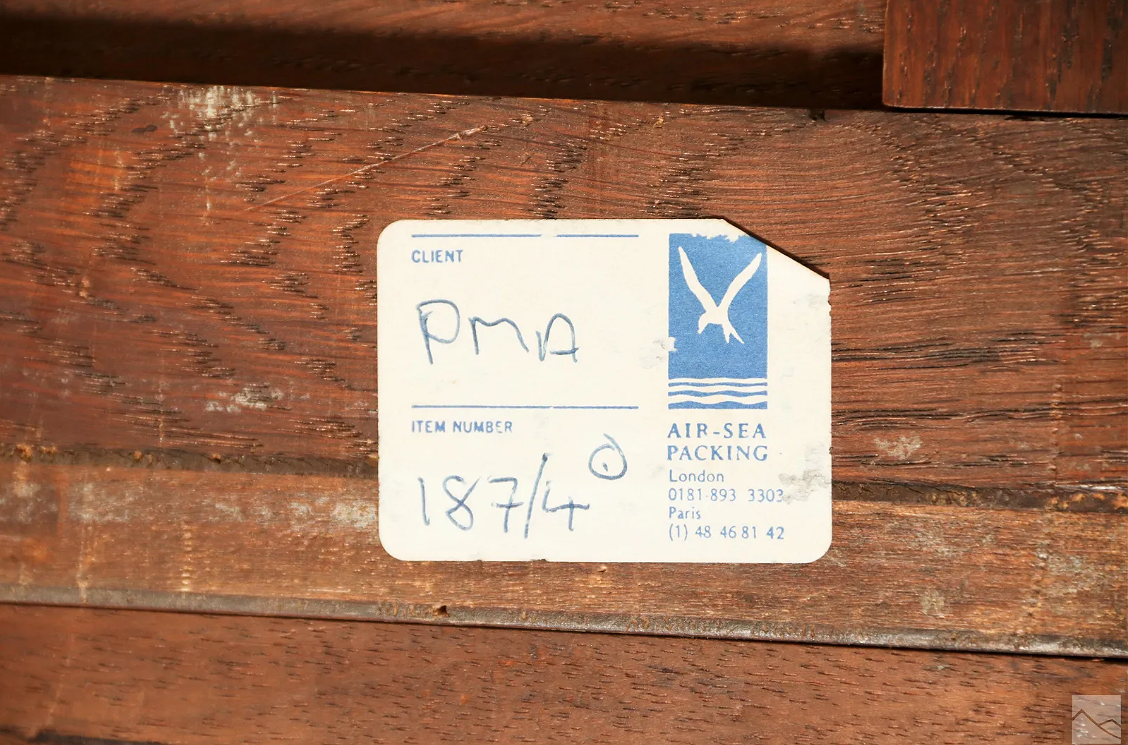 CLIENT
PMA
ITEM NUMBER
187/4
AIR-SEA
PACKING
London
0181-893 3303
Paris
(1) 48 46 81 42